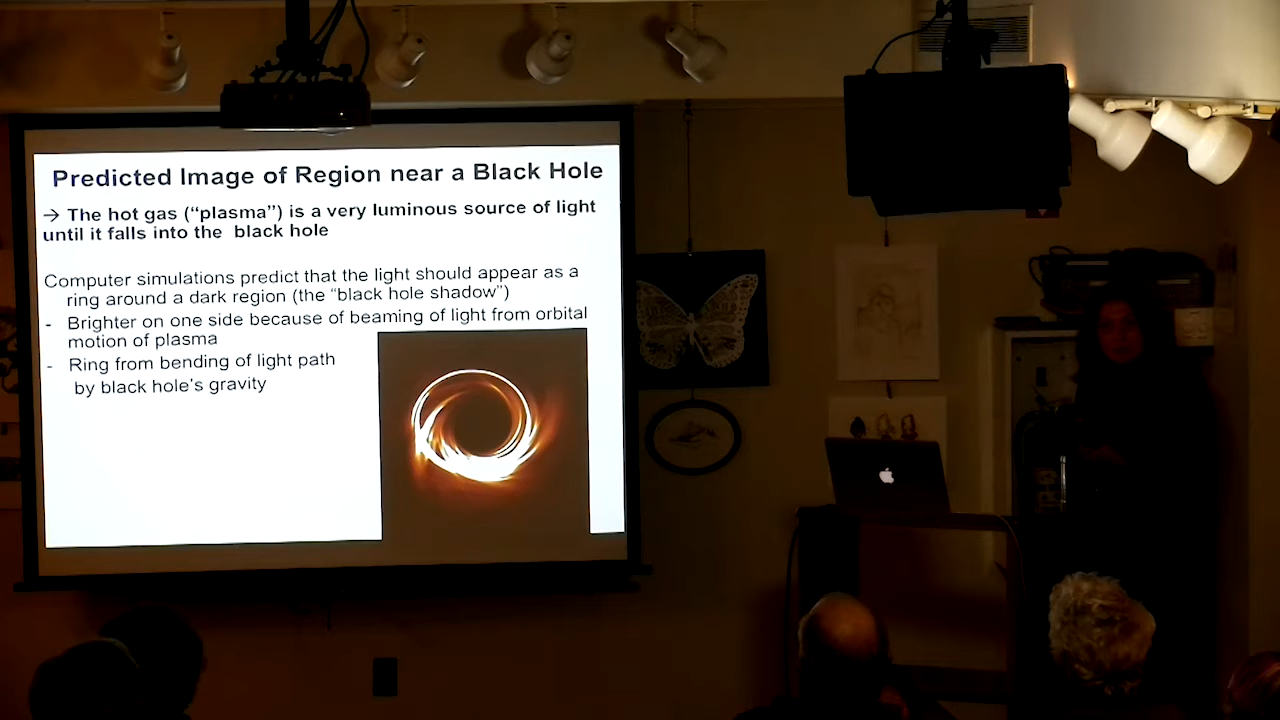 Predicted Image of Region near a Black Hole
→ The hot gas (“plasma”) is a very luminous source of light
until it falls into the black hole
Computer simulations predict that the light should appear as a
ring around a dark region (the “black hole shadow”)
- Brighter on one side because of beaming of light from orbital
motion of plasma
- Ring from bending of light path
by black hole’s gravity